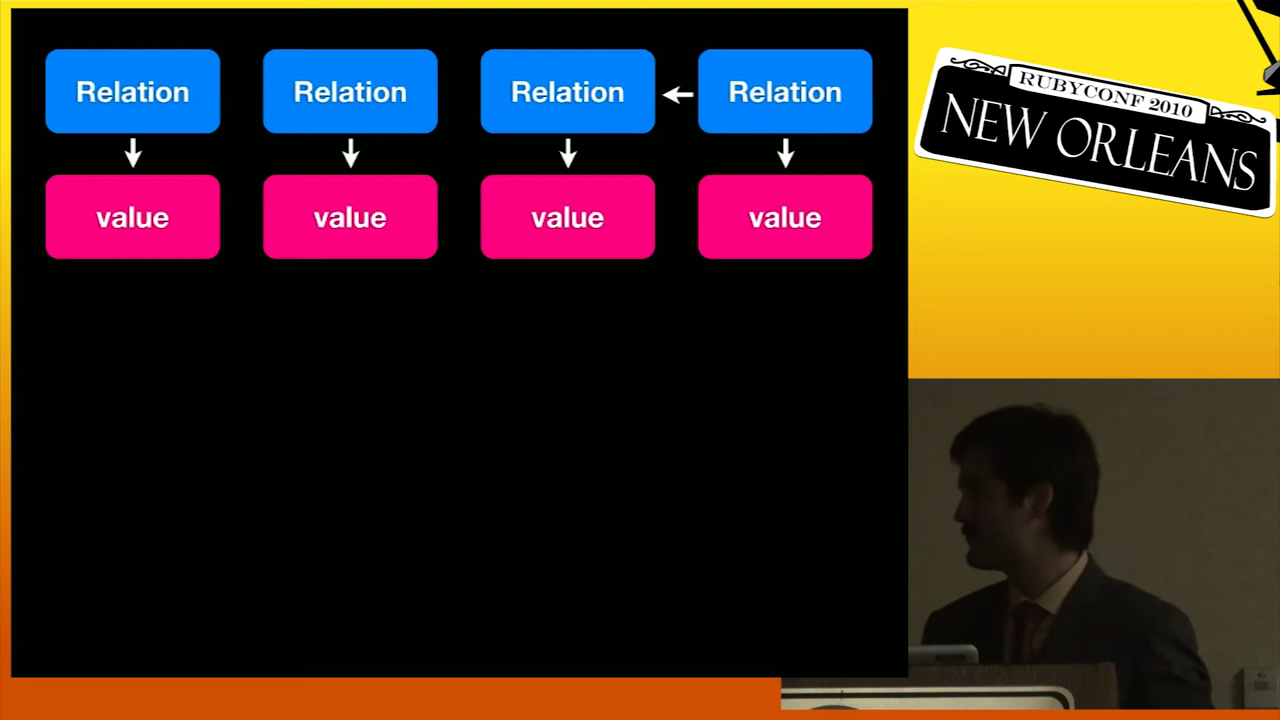 Relation
Relation
Relation
Relation
value
value
value
value
RUBYCONF 2010
NEW ORLEANS